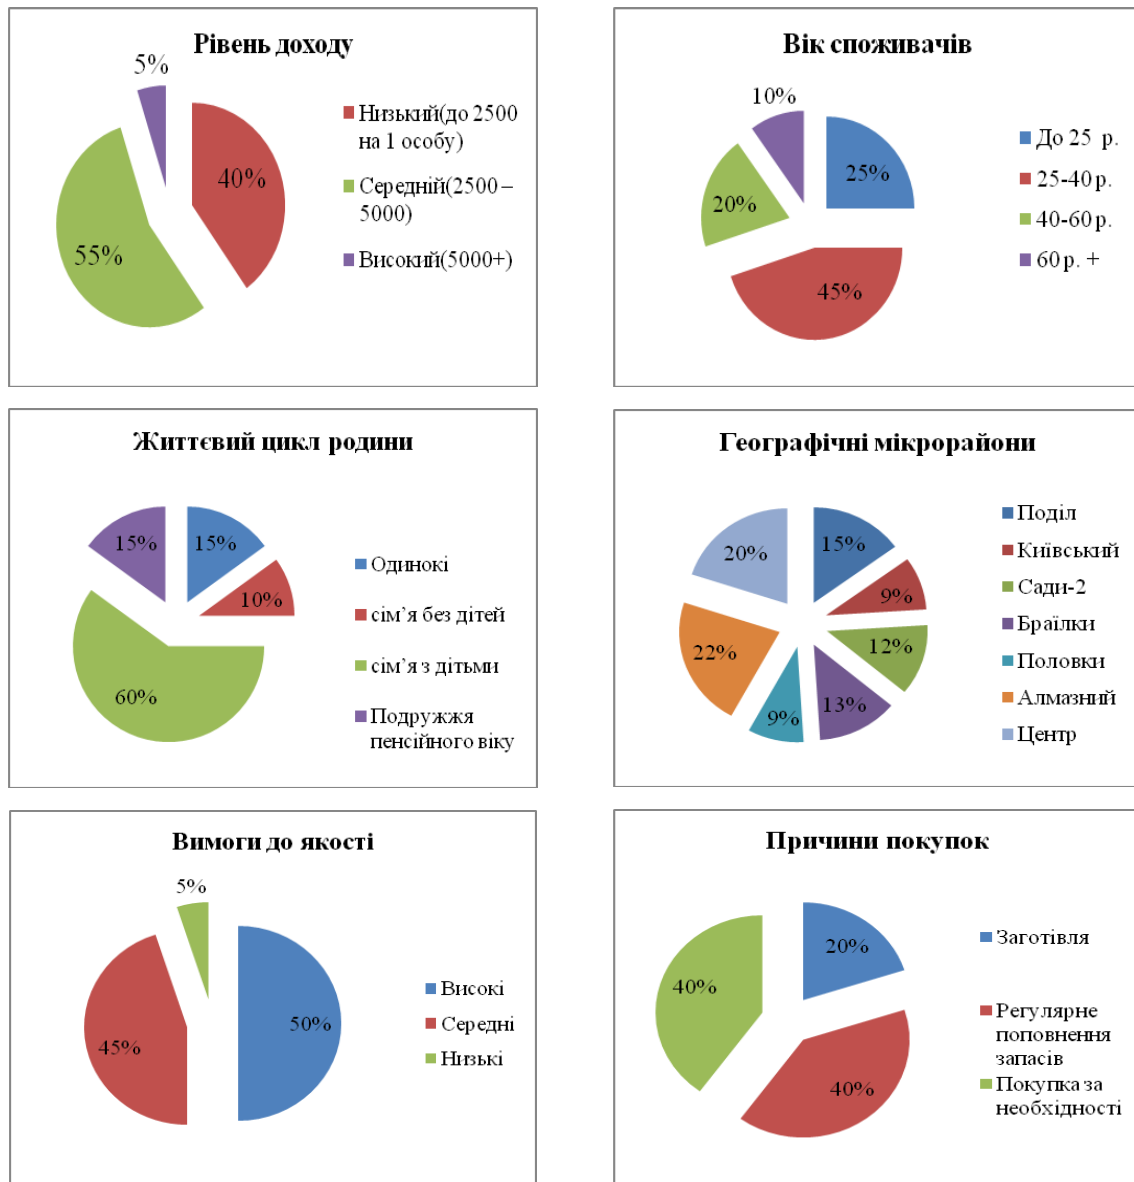 Рівень доходу
5%
40%
55%
Низький(до 2500
на 1 особу)
Середній(2500 –
5000)
Високий(5000+)
Вік споживачів
10%
25%
20%
45%
До 25 р.
25-40 р.
40-60 р.
60 р. +
Життєвий цикл родини
15%
15%
10%
60%
Одинокі
сім’я без дітей
сім’я з дітьми
Подружжя
пенсійного віку
Географічні мікрорайони
20%
15%
9%
12%
22%
13%
9%
Поділ
Київський
Сади-2
Браїлки
Половки
Алмазний
Центр
Вимоги до якості
5%
50%
45%
Високі
Середні
Низькі
Причини покупок
20%
40%
40%
Заготівля
Регулярне
поповнення
запасів
Покупка за
необхідності